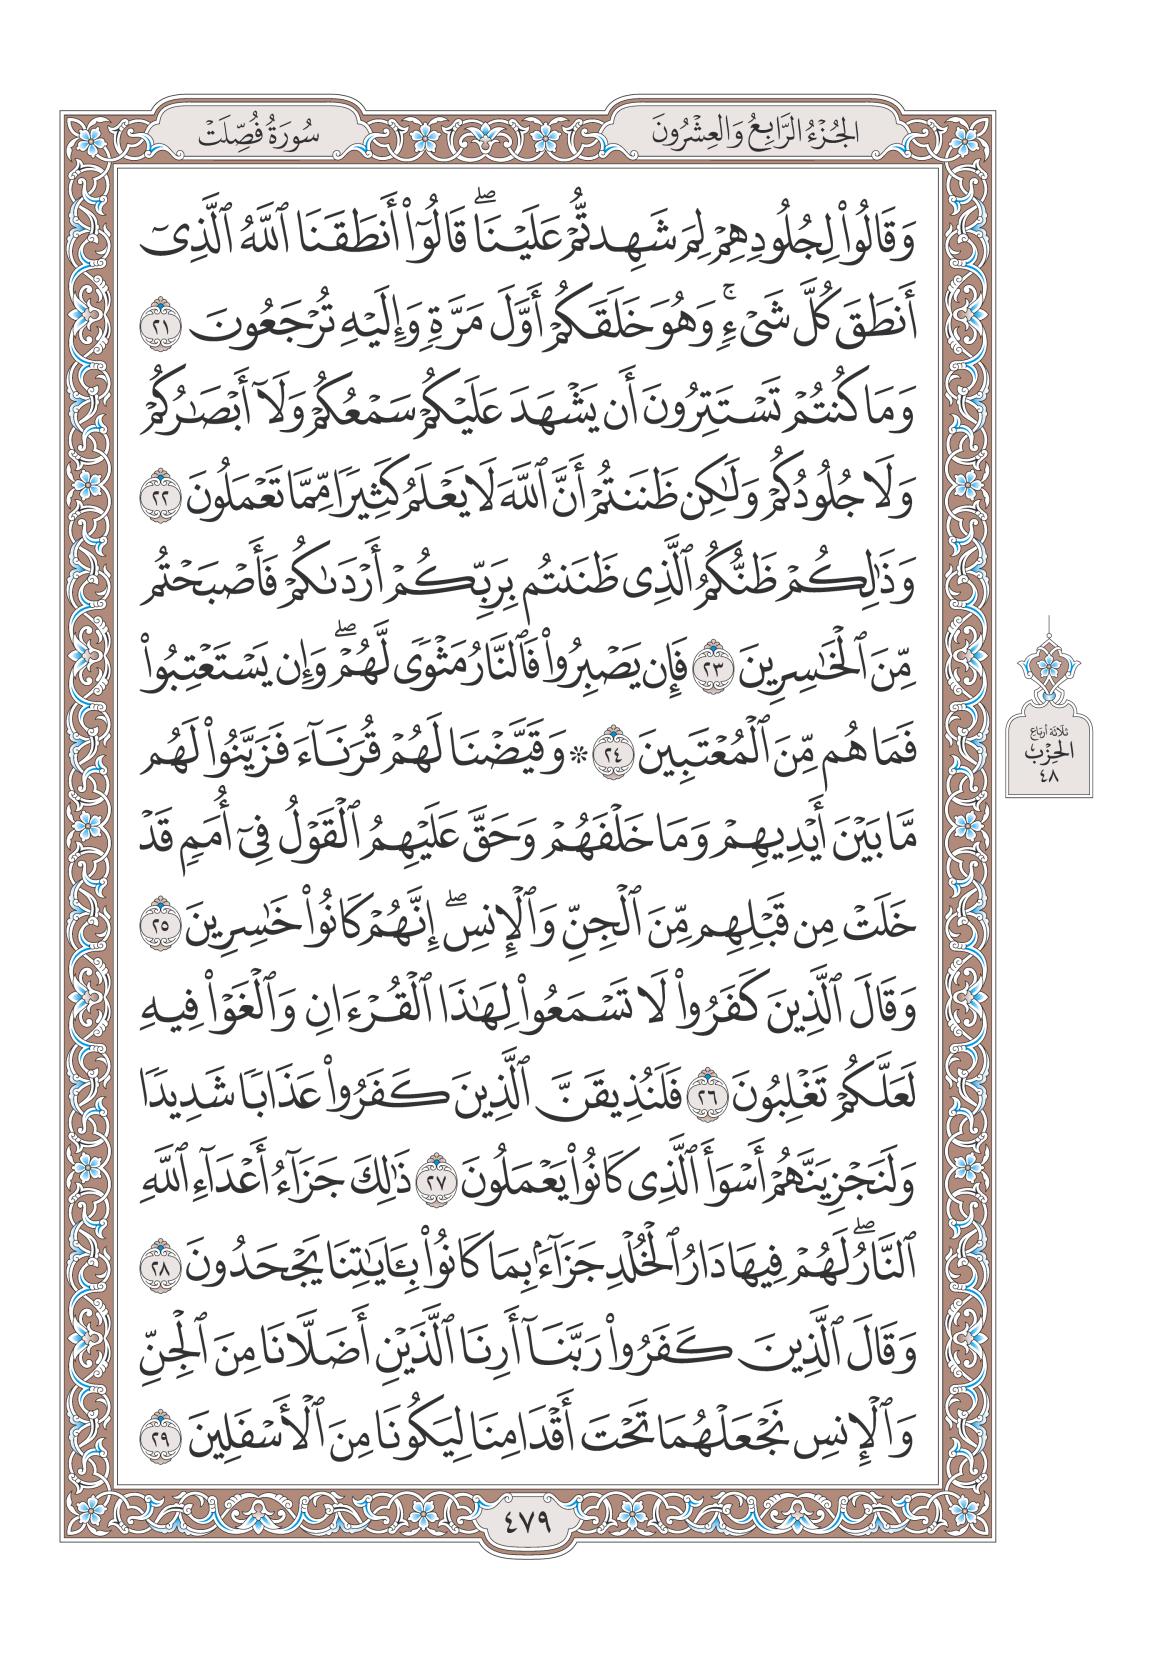 الجُزْءُ الرَّابِعُ وَالعِشْرُونَ
سُورَةُ فُصِّلَتْ
وَقَالُوا۟ لِجُلُودِهِمْ لِمَ شَهِدتُّمْ عَلَيْنَا ۖ قَالُوٓا۟ أَنطَقَنَا ٱللَّهُ ٱلَّذِىٓ
أَنطَقَ كُلَّ شَىْءٍۢ ۚ وَهُوَ خَلَقَكُمْ أَوَّلَ مَرَّةٍۢ وَإِلَيْهِ تُرْجَعُونَ ٢١
وَمَا كُنتُمْ تَسْتَتِرُونَ أَن يَشْهَدَ عَلَيْكُمْ سَمْعُكُمْ وَلَآ أَبْصَٰرُكُمْ
وَلَا جُلُودُكُمْ وَلَٰكِن ظَنَنتُمْ أَنَّ ٱللَّهَ لَا يَعْلَمُ كَثِيرًۭا مِّمَّا تَعْمَلُونَ ٢٢
وَذَٰلِكُمْ ظَنُّكُمُ ٱلَّذِى ظَنَنتُم بِرَبِّكُمْ أَرْدَىٰكُمْ فَأَصْبَحْتُم
مِّنَ ٱلْخَٰسِرِينَ ٢٣ فَإِن يَصْبِرُوا۟ فَٱلنَّارُ مَثْوًۭى لَّهُمْ ۖ وَإِن يَسْتَعْتِبُوا۟
فَمَا هُم مِّنَ ٱلْمُعْتَبِينَ ٢٤ * وَقَيَّضْنَا لَهُمْ قُرَنَآءَ فَزَيَّنُوا۟ لَهُم
مَّا بَيْنَ أَيْدِيهِمْ وَمَا خَلْفَهُمْ وَحَقَّ عَلَيْهِمُ ٱلْقَوْلُ فِىٓ أُمَمٍۢ قَدْ
خَلَتْ مِن قَبْلِهِم مِّنَ ٱلْجِنِّ وَٱلْإِنسِ ۖ إِنَّهُمْ كَانُوا۟ خَٰسِرِينَ ٢٥
وَقَالَ ٱلَّذِينَ كَفَرُوا۟ لَا تَسْمَعُوا۟ لِهَٰذَا ٱلْقُرْءَانِ وَٱلْغَوْا۟ فِيهِ
لَعَلَّكُمْ تَغْلِبُونَ ٢٦ فَلَنُذِيقَنَّ ٱلَّذِينَ كَفَرُوا۟ عَذَابًۭا شَدِيدًۭا
وَلَنَجْزِيَنَّهُمْ أَسْوَأَ ٱلَّذِى كَانُوا۟ يَعْمَلُونَ ٢٧ ذَٰلِكَ جَزَآءُ أَعْدَآءِ ٱللَّهِ
ٱلنَّارُ ۖ لَهُمْ فِيهَا دَارُ ٱلْخُلْدِ جَزَآءًۢ بِمَا كَانُوا۟ بِـَٔايَٰتِنَا يَجْحَدُونَ ٢٨
وَقَالَ ٱلَّذِينَ كَفَرُوا۟ رَبَّنَآ أَرِنَا ٱلَّذَيْنِ أَضَلَّانَا مِنَ ٱلْجِنِّ
وَٱلْإِنسِ نَجْعَلْهُمَا تَحْتَ أَقْدَامِنَا لِيَكُونَا مِنَ ٱلْأَسْفَلِينَ ٢٩
ثلاثة أرباع
الحِزْب
٤٨
٤٧٩